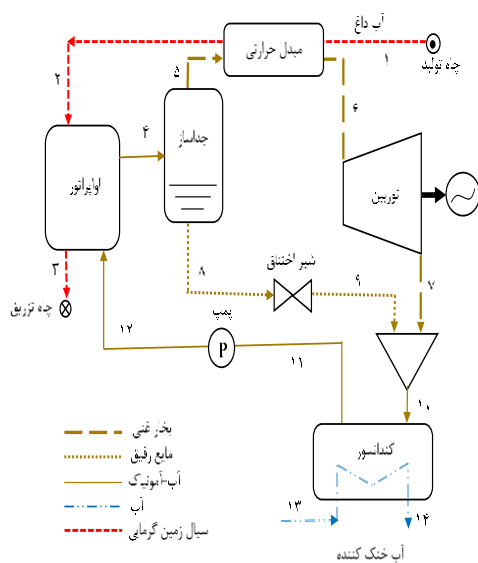 آب داغ
مبدل حرارتی
۱
چاه تولید
۵
۲
۶
جداساز
۴
اواپراتور
توربین
شیر اختناق
۳
۸
۹
۷
چاه تزریق
پمپ
۱۲
P
۱۱
۱۰
بخار غنی
مایع رقیق
آب-آمونیاک
آب
سیال زمین گرمایی
کندانسور
۱۳
۱۴
آب خنک کننده